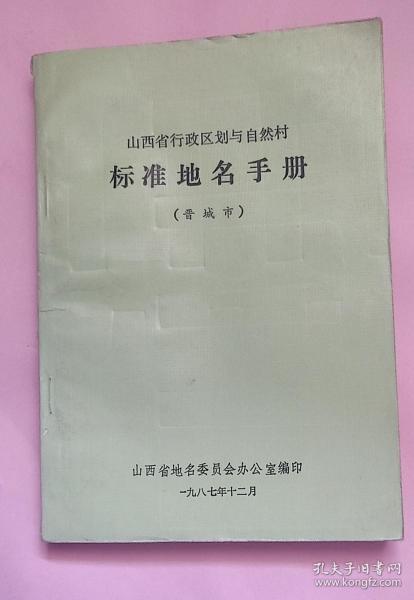 山西省行政区划与自然村
标准地名手册
(晋城市)
山西省地名委员会办公室编印
一九八七年十二月
孔夫子旧书网
www.kongfz.com